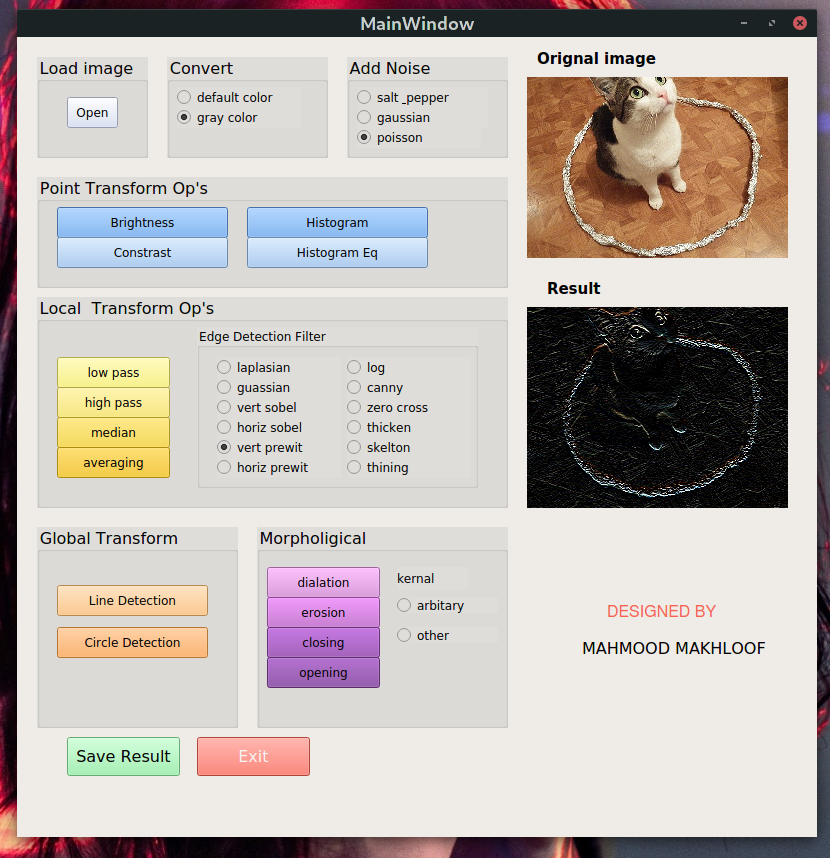 MainWindow
Load image
Open
Convert
default color
gray color
Add Noise
salt _pepper
gaussian
poisson
Orignal image
Point Transform Op's
Brightness
Constrast
Histogram
Histogram Eq
Result
Local  Transform Op's
low pass
high pass
median
averaging
Edge Detection Filter
laplasian
guassian
vert sobel
horiz sobel
vert prewit
horiz prewit
log
canny
zero cross
thicken
skelton
thining
Global Transform
Line Detection
Circle Detection
Morpholigical
dialation
erosion
closing
opening
kernal
arbitary
other
DESIGNED BY
MAHMOOD MAKHLOOF
Save Result
Exit